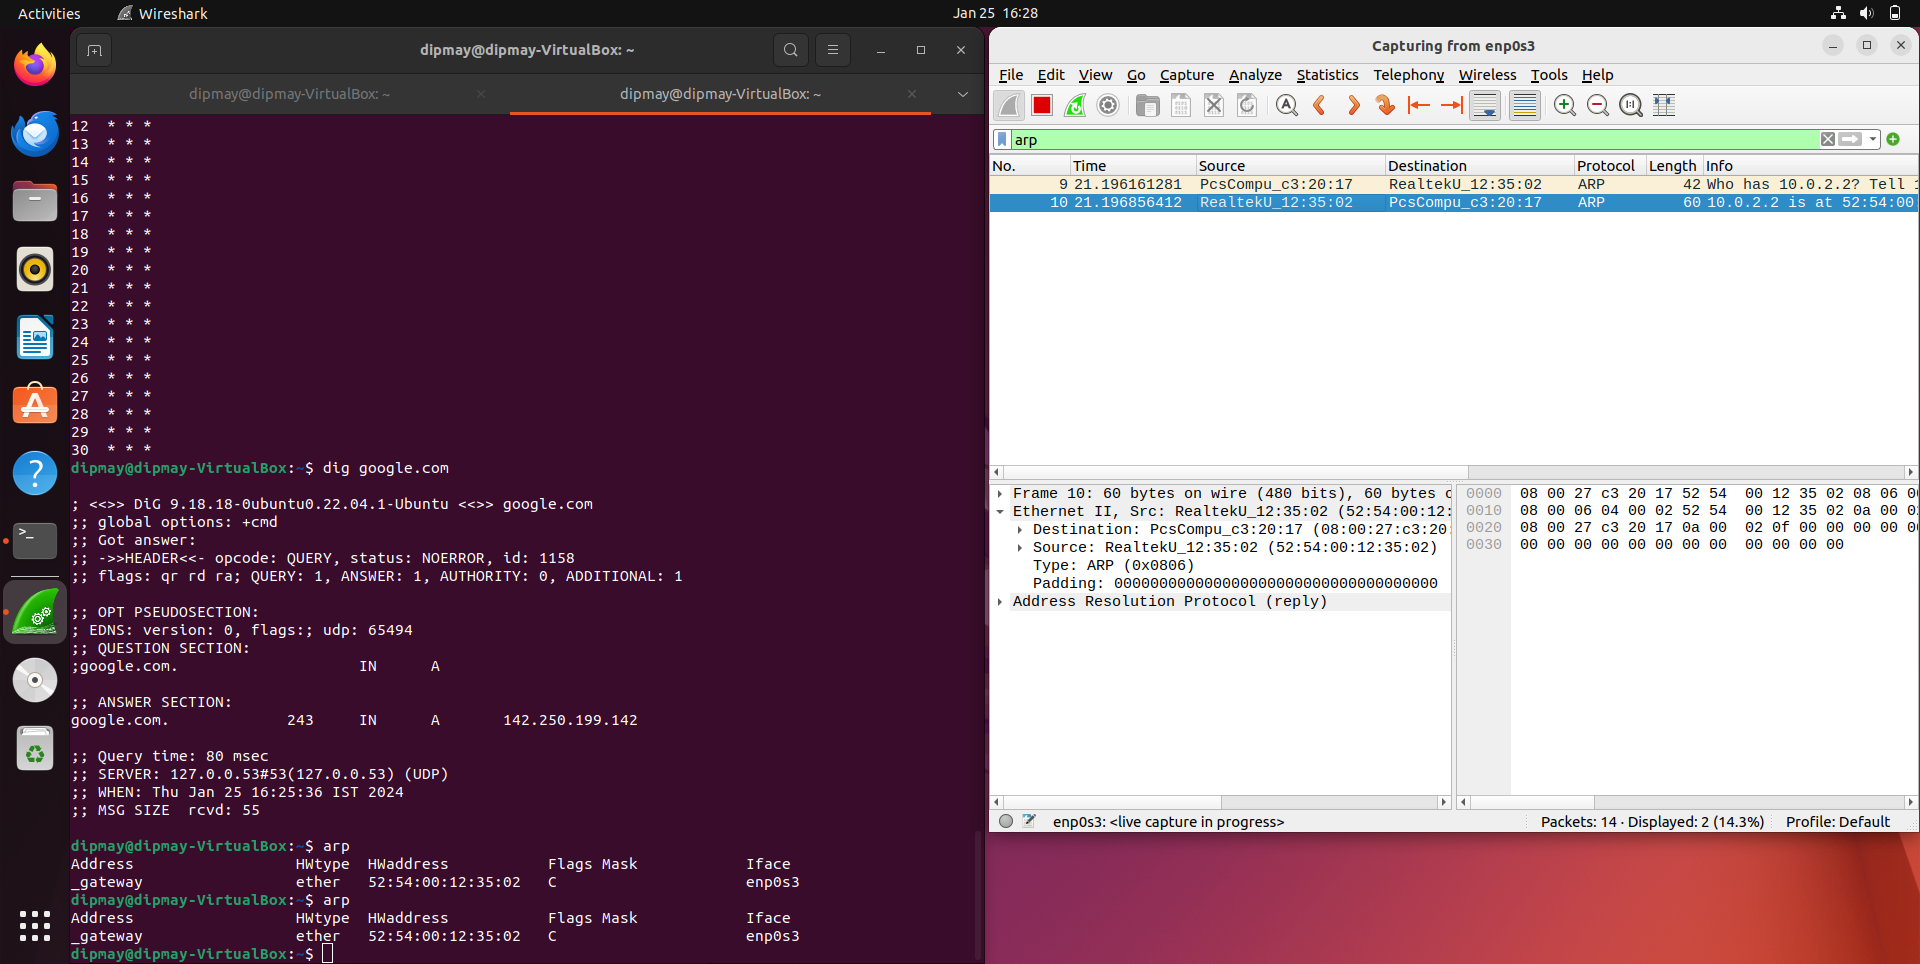 Activities
Wireshark
Jan 25 16:28
dipmay@dipmay-VirtualBox: ~
dipmay@dipmay-VirtualBox: ~
dipmay@dipmay-VirtualBox: ~
12 * * *
13 * * *
14 * * *
15 * * *
16 * * *
17 * * *
18 * * *
19 * * *
20 * * *
21 * * *
22 * * *
23 * * *
24 * * *
25 * * *
26 * * *
27 * * *
28 * * *
29 * * *
30 * * *
dipmay@dipmay-VirtualBox:~$ dig google.com
; <<>> DiG 9.18.18-0ubuntu0.22.04.1-Ubuntu <<>> google.com
;; global options: +cmd
;; Got answer:
;; ->>HEADER<<- opcode: QUERY, status: NOERROR, id: 1158
;; flags: qr rd ra; QUERY: 1, ANSWER: 1, AUTHORITY: 0, ADDITIONAL: 1
;; OPT PSEUDOSECTION:
; EDNS: version: 0, flags:; udp: 65494
;; QUESTION SECTION:
;google.com. IN A
;; ANSWER SECTION:
google.com. 243 IN A 142.250.199.142
;; Query time: 80 msec
;; SERVER: 127.0.0.53#53(127.0.0.53) (UDP)
;; WHEN: Thu Jan 25 16:25:36 IST 2024
;; MSG SIZE rcvd: 55
dipmay@dipmay-VirtualBox:~$ arp
Address HWtype HWaddress Flags Mask Iface
_gateway ether 52:54:00:12:35:02 C enp0s3
dipmay@dipmay-VirtualBox:~$ arp
Address HWtype HWaddress Flags Mask Iface
_gateway ether 52:54:00:12:35:02 C enp0s3
dipmay@dipmay-VirtualBox:~$
Capturing from enp0s3
File Edit View Go Capture Analyze Statistics Telephony Wireless Tools Help
arp
No. Time Source Destination Protocol Length Info
9 21.196161281 PcsCompu_c3:20:17 RealtekU_12:35:02 ARP 42 Who has 10.0.2.2? Tell 1
10 21.196856412 RealtekU_12:35:02 PcsCompu_c3:20:17 ARP 60 10.0.2.2 is at 52:54:00:
Frame 10: 60 bytes on wire (480 bits), 60 bytes c
Ethernet II, Src: RealtekU_12:35:02 (52:54:00:12:
Destination: PcsCompu_c3:20:17 (08:00:27:c3:20:
Source: RealtekU_12:35:02 (52:54:00:12:35:02)
Type: ARP (0x0806)
Padding: 000000000000000000000000000000000000
Address Resolution Protocol (reply)
0000 08 00 27 c3 20 17 52 54 00 12 35 02 08 06 00
0010 08 00 06 04 00 02 52 54 00 12 35 02 0a 00 0
0020 08 00 27 c3 20 17 0a 00 02 0f 00 00 00 00 00
0030 00 00 00 00 00 00 00 00 00 00 00 00
enp0s3: <live capture in progress>
Packets: 14 · Displayed: 2 (14.3%)
Profile: Default